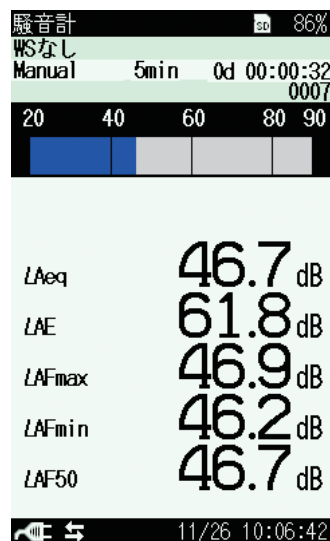 騒音計 SD 86%
WSなし
Manual 5min 0d 00:00:32
0007
20 40 60 80 90
LAeq 46.7 dB
LAE 61.8 dB
LAFmax 46.9 dB
LAFmin 46.2 dB
LAF50 46.7 dB
11/26 10:06:42